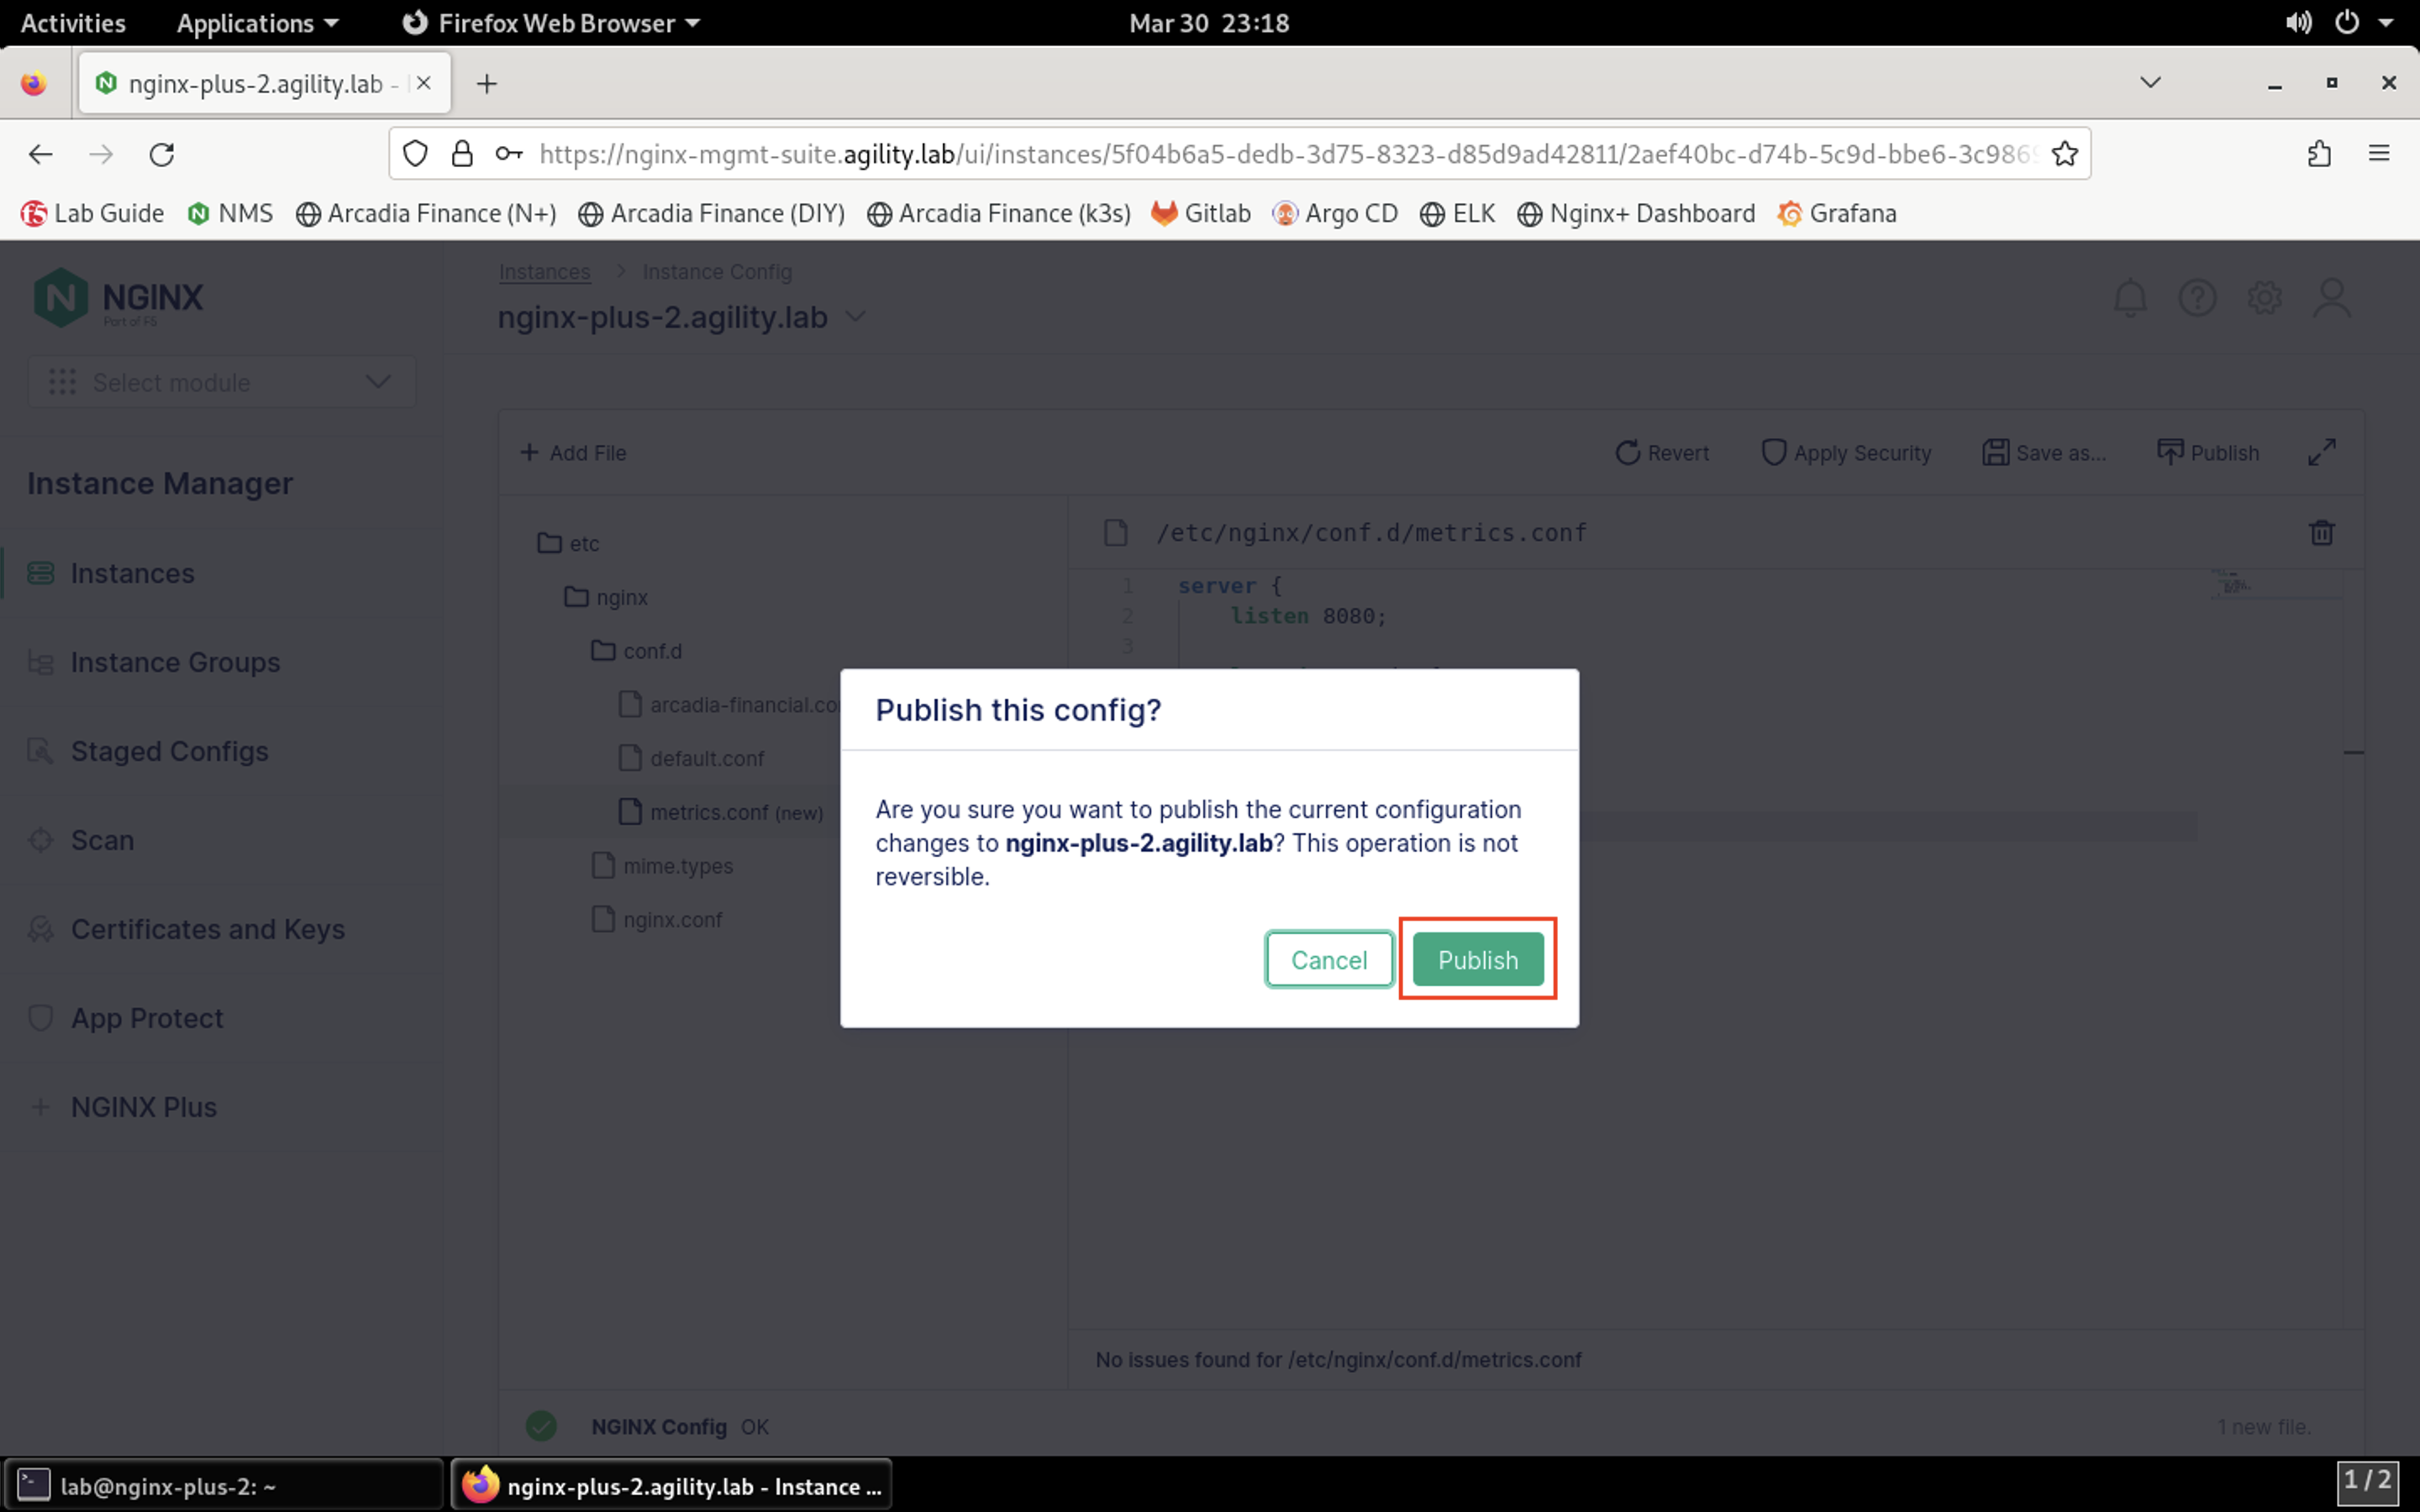 Activities Applications Firefox Web Browser Mar 30 23:18
nginx-plus-2.agility.lab -
https://nginx-mgmt-suite.agility.lab/ui/instances/5f04b6a5-dedb-3d75-8323-d85d9ad42811/2aef40bc-d74b-5c9d-bbe6-3c986
Lab Guide NMS Arcadia Finance (N+) Arcadia Finance (DIY) Arcadia Finance (k3s) Gitlab Argo CD ELK Nginx+ Dashboard Grafana
NGINX
Part of F5
Instances > Instance Config
nginx-plus-2.agility.lab
Select module
+ Add File Revert Apply Security Save as... Publish
Instance Manager
Instances
Instance Groups
Staged Configs
Scan
Certificates and Keys
App Protect
+ NGINX Plus
etc
nginx
conf.d
arcadia-financial.co
default.conf
metrics.conf (new)
mime.types
nginx.conf
/etc/nginx/conf.d/metrics.conf
1 server {
2 listen 8080;
3
Publish this config?
Are you sure you want to publish the current configuration
changes to nginx-plus-2.agility.lab? This operation is not
reversible.
Cancel Publish
No issues found for /etc/nginx/conf.d/metrics.conf
NGINX Config OK 1 new file.
lab@nginx-plus-2: ~ nginx-plus-2.agility.lab - Instance ... 1 / 2